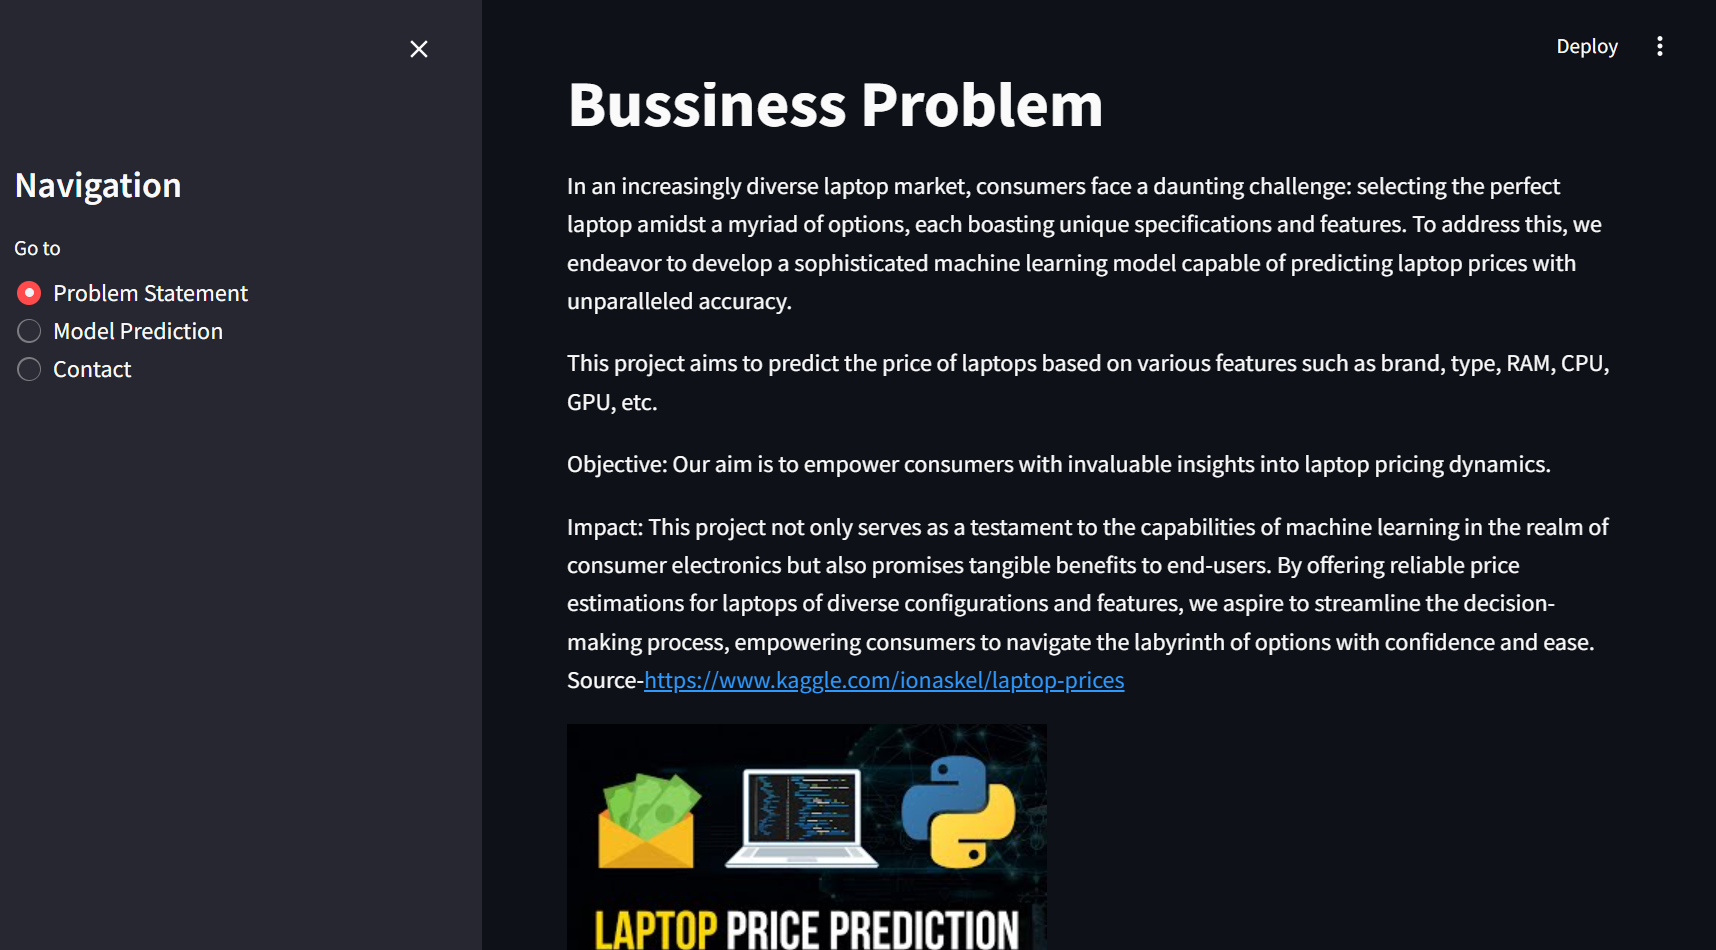 Navigation
Go to
Problem Statement
Model Prediction
Contact
Deploy
Bussiness Problem
In an increasingly diverse laptop market, consumers face a daunting challenge: selecting the perfect
laptop amidst a myriad of options, each boasting unique specifications and features. To address this, we
endeavor to develop a sophisticated machine learning model capable of predicting laptop prices with
unparalleled accuracy.
This project aims to predict the price of laptops based on various features such as brand, type, RAM, CPU,
GPU, etc.
Objective: Our aim is to empower consumers with invaluable insights into laptop pricing dynamics.
Impact: This project not only serves as a testament to the capabilities of machine learning in the realm of
consumer electronics but also promises tangible benefits to end-users. By offering reliable price
estimations for laptops of diverse configurations and features, we aspire to streamline the decision-
making process, empowering consumers to navigate the labyrinth of options with confidence and ease.
Source-https://www.kaggle.com/ionaskel/laptop-prices
LAPTOP PRICE PREDICTION